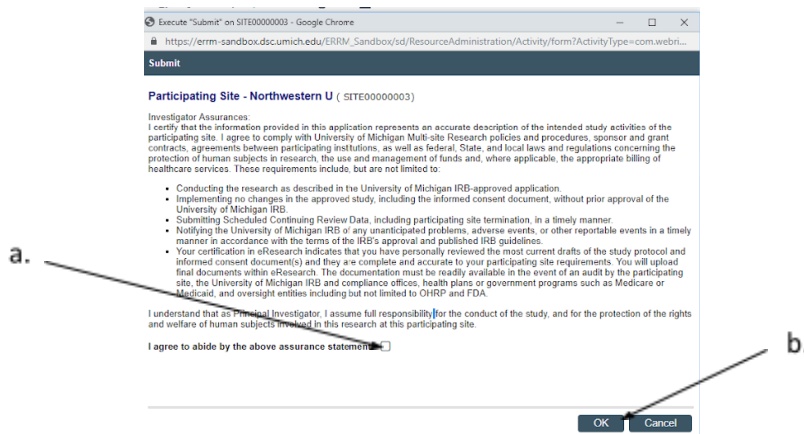 Execute "Submit" on SITE00000003 - Google Chrome
https://errm-sandbox.dsc.umich.edu/ERRM_Sandbox/sd/ResourceAdministration/Activity/form?ActivityType=com.webri...
Submit
Participating Site - Northwestern U ( SITE00000003)
Investigator Assurances:
I certify that the information provided in this application represents an accurate description of the intended study activities of the
participating site. I agree to comply with University of Michigan Multi-site Research policies and procedures, sponsor and grant
contracts, agreements between participating institutions, as well as federal, State, and local laws and regulations concerning the
protection of human subjects in research, the use and management of funds and, where applicable, the appropriate billing of
healthcare services. These requirements include, but are not limited to:
• Conducting the research as described in the University of Michigan IRB-approved application.
• Implementing no changes in the approved study, including the informed consent document, without prior approval of the
University of Michigan IRB.
• Submitting Scheduled Continuing Review Data, including participating site termination, in a timely manner.
• Notifying the University of Michigan IRB of any unanticipated problems, adverse events, or other reportable events in a timely
manner in accordance with the terms of the IRB's approval and published IRB guidelines.
• Your certification in eResearch indicates that you have personally reviewed the most current drafts of the study protocol and
informed consent document(s) and they are complete and accurate to your participating site requirements. You will upload
final documents within eResearch. The documentation must be readily available in the event of an audit by the participating
site, the University of Michigan IRB and compliance offices, health plans or government programs such as Medicare or
Medicaid, and oversight entities including but not limited to OHRP and FDA.
a.
I understand that as Principal Investigator, I assume full responsibility for the conduct of the study, and for the protection of the rights
and welfare of human subjects involved in this research at this participating site.
I agree to abide by the above assurance statement
b.
OK Cancel